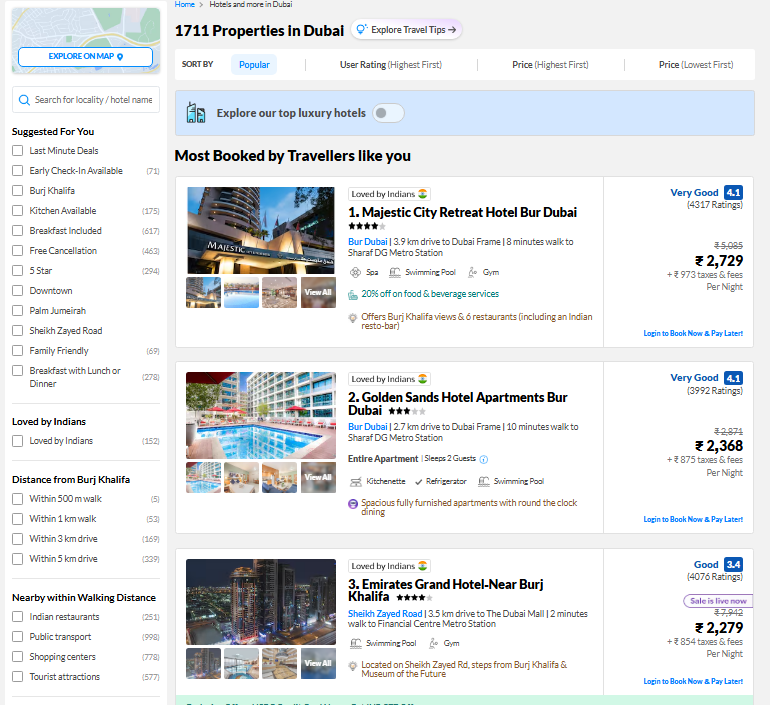 Home > Hotels and more in Dubai
EXPLORE ON MAP
Search for locality / hotel name
Suggested For You
Last Minute Deals
Early Check-In Available (71)
Burj Khalifa
Kitchen Available (175)
Breakfast Included (617)
Free Cancellation (463)
5 Star (294)
Downtown
Palm Jumeirah
Sheikh Zayed Road
Family Friendly (69)
Breakfast with Lunch or
Dinner (278)
Loved by Indians
Loved by Indians (152)
Distance from Burj Khalifa
Within 500 m walk (5)
Within 1 km walk (53)
Within 3 km drive (169)
Within 5 km drive (339)
Nearby within Walking Distance
Indian restaurants (251)
Public transport (998)
Shopping centers (778)
Tourist attractions (577)
1711 Properties in Dubai
Explore Travel Tips →
SORT BY
Popular
User Rating (Highest First)
Price (Highest First)
Price (Lowest First)
Explore our top luxury hotels
Most Booked by Travellers like you
MAJESTIC
View All
Loved by Indians
1. Majestic City Retreat Hotel Bur Dubai
Bur Dubai | 3.9 km drive to Dubai Frame | 8 minutes walk to
Sharaf DG Metro Station
Spa
Swimming Pool
Gym
20% off on food & beverage services
Offers Burj Khalifa views & 6 restaurants (including an Indian
resto-bar)
Very Good 4.1
(4317 Ratings)
₹ 5,085
₹ 2,729
+ ₹ 973 taxes & fees
Per Night
Login to Book Now & Pay Later!
View All
Loved by Indians
2. Golden Sands Hotel Apartments Bur
Dubai
Bur Dubai | 2.7 km drive to Dubai Frame | 10 minutes walk to
Sharaf DG Metro Station
Entire Apartment | Sleeps 2 Guests
Kitchenette
Refrigerator
Swimming Pool
Spacious fully furnished apartments with round the clock
dining
Very Good 4.1
(3992 Ratings)
₹ 2,871
₹ 2,368
+ ₹ 875 taxes & fees
Per Night
Login to Book Now & Pay Later!
View All
Loved by Indians
3. Emirates Grand Hotel-Near Burj
Khalifa
Sheikh Zayed Road | 3.5 km drive to The Dubai Mall | 2 minutes
walk to Financial Centre Metro Station
Swimming Pool
Gym
Located on Sheikh Zayed Rd, steps from Burj Khalifa &
Museum of the Future
Good 3.4
(4076 Ratings)
Sale is live now
₹ 7,942
₹ 2,279
+ ₹ 854 taxes & fees
Per Night
Login to Book Now & Pay Later!